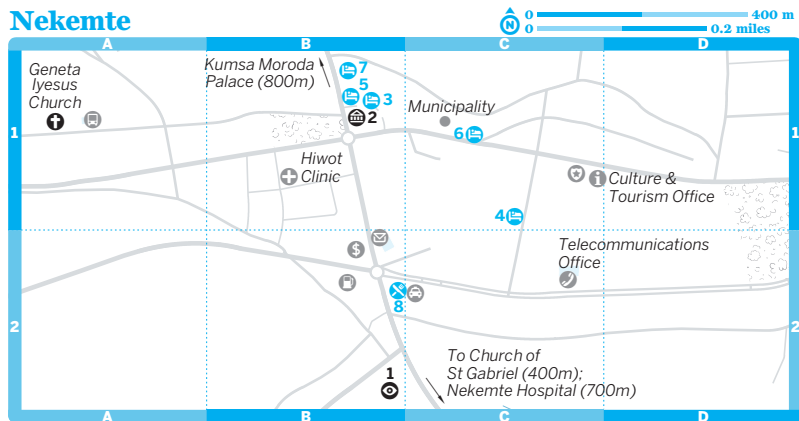 Nekemte
N
0 400 m
0 0.2 miles
A B C D
1 1
2 2
Geneta
Iyesus
Church
Kumsa Moroda
Palace (800m)
7
5
3
2
Municipality
6
Hiwot
Clinic
Culture &
Tourism Office
4
$
Telecommunications
Office
8
1
To Church of
St Gabriel (400m);
Nekemte Hospital (700m)
A B C D